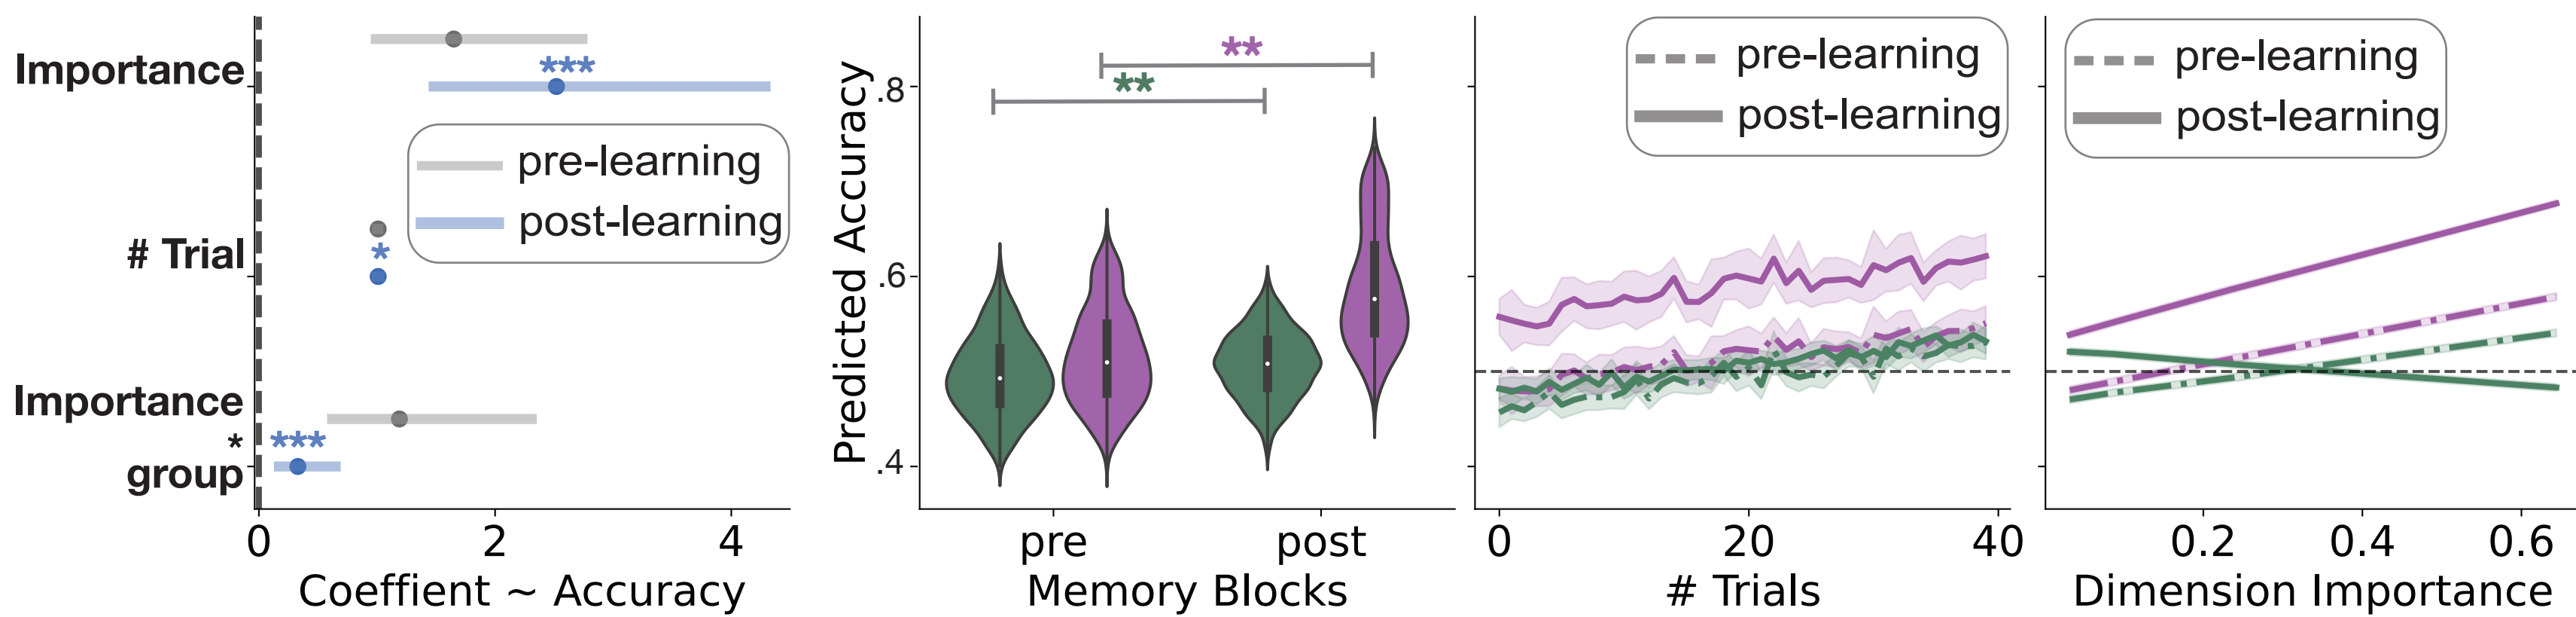 Importance
***
pre-learning
post-learning
# Trial
*
Importance
*
group
***
0
2
4
Coeffient ~ Accuracy
Predicted Accuracy
.8
.6
.4
**
**
pre
post
Memory Blocks
pre-learning
post-learning
0
20
40
# Trials
pre-learning
post-learning
0.2
0.4
0.6
Dimension Importance